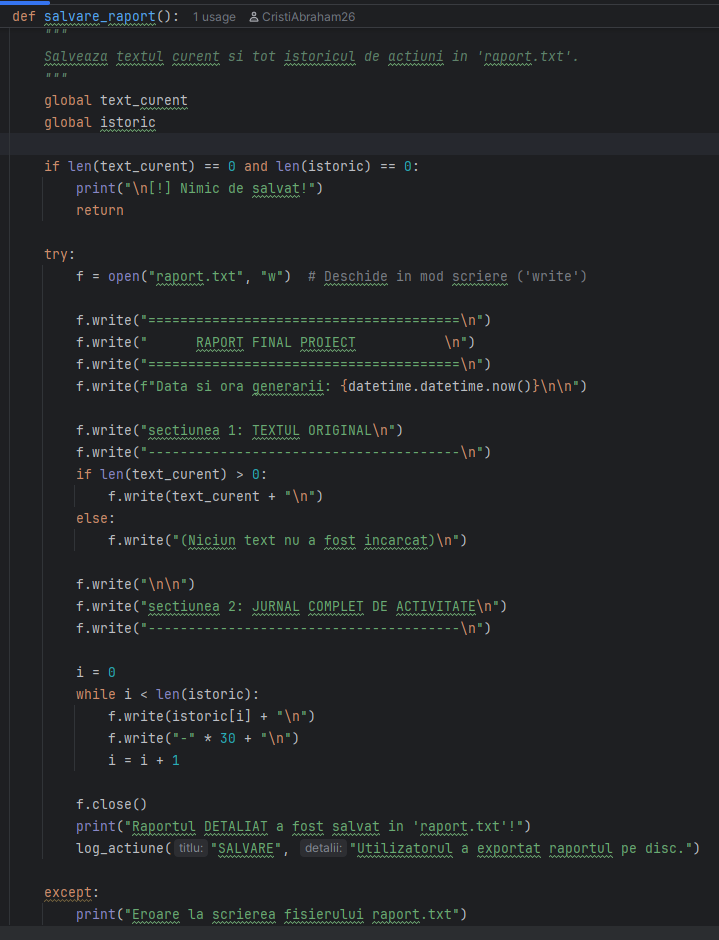 def salvare_raport():  1 usage  CristiAbraham26
    """
    Salveaza textul curent si tot istoricul de actiuni in 'raport.txt'.
    """
    global text_curent
    global istoric

    if len(text_curent) == 0 and len(istoric) == 0:
        print("\n[!] Nimic de salvat!")
        return

    try:
        f = open("raport.txt", "w")  # Deschide in mod scriere ('write')

        f.write("=======================================\n")
        f.write("      RAPORT FINAL PROIECT           \n")
        f.write("=======================================\n")
        f.write(f"Data si ora generarii: {datetime.datetime.now()}\n\n")

        f.write("sectiunea 1: TEXTUL ORIGINAL\n")
        f.write("---------------------------------------\n")
        if len(text_curent) > 0:
            f.write(text_curent + "\n")
        else:
            f.write("(Niciun text nu a fost incarcat)\n")

        f.write("\n\n")
        f.write("sectiunea 2: JURNAL COMPLET DE ACTIVITATE\n")
        f.write("---------------------------------------\n")

        i = 0
        while i < len(istoric):
            f.write(istoric[i] + "\n")
            f.write("-" * 30 + "\n")
            i = i + 1

        f.close()
        print("Raportul DETALIAT a fost salvat in 'raport.txt'!")
        log_actiune( titlu: "SALVARE",  detalii: "Utilizatorul a exportat raportul pe disc.")

    except:
        print("Eroare la scrierea fisierului raport.txt")